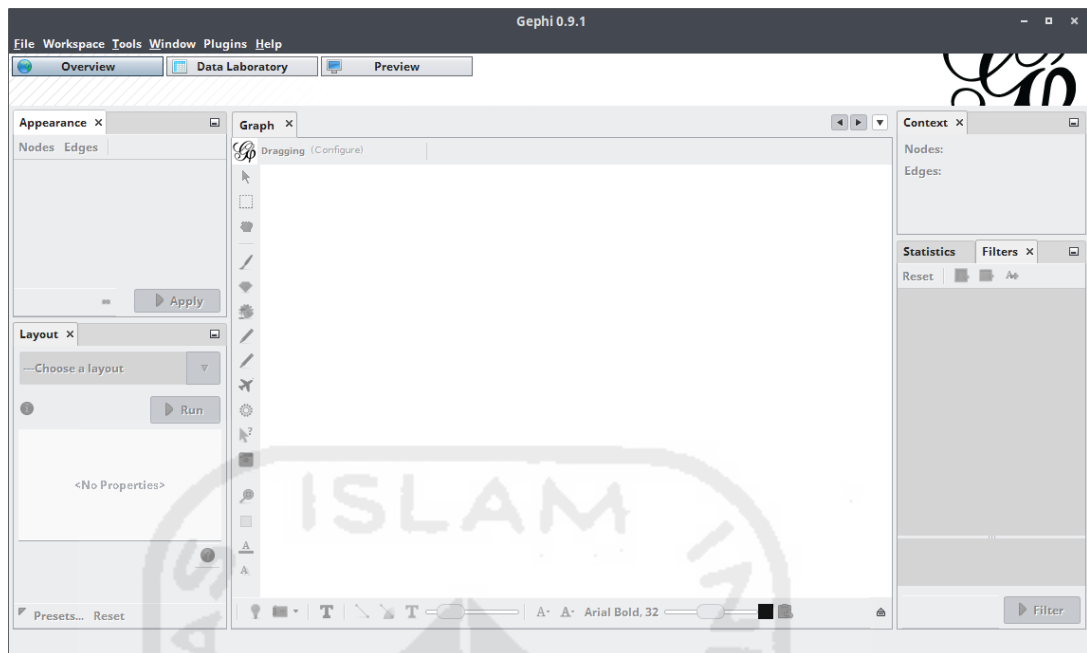 Gephi 0.9.1
File Workspace Tools Window Plugins Help
Overview Data Laboratory Preview
Appearance
Nodes Edges
Apply
Layout
---Choose a layout
Run
<No Properties>
Presets... Reset
Graph
Dragging (Configure)
Arial Bold, 32
Context
Nodes:
Edges:
Statistics Filters
Reset
Filter
ISLAM